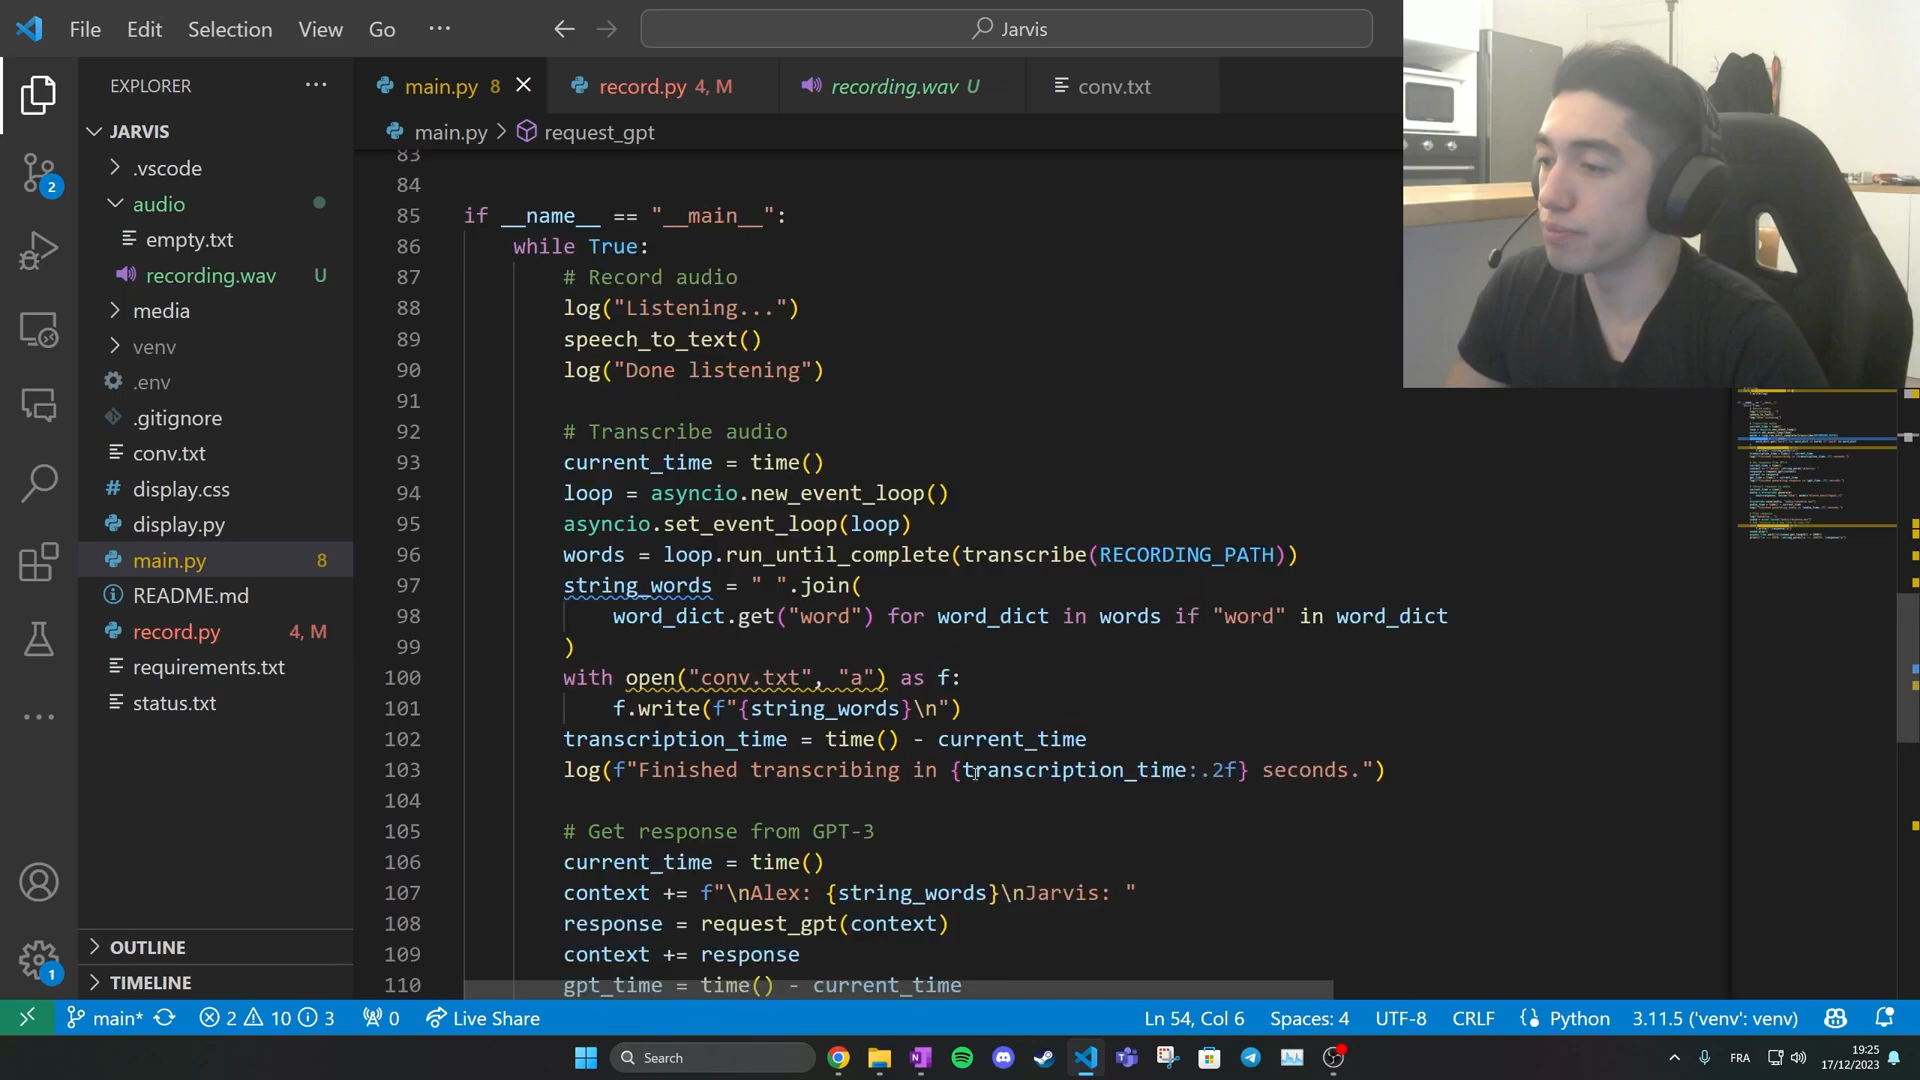 File Edit Selection View Go ··· Jarvis
EXPLORER ···
JARVIS
.vscode
audio
empty.txt
recording.wav U
media
venv
.env
.gitignore
conv.txt
display.css
display.py
main.py 8
README.md
record.py 4, M
requirements.txt
status.txt
OUTLINE
TIMELINE
2
1
main.py 8 record.py 4, M recording.wav U conv.txt
main.py > request_gpt
83
84
85 if __name__ == "__main__":
86 while True:
87 # Record audio
88 log("Listening...")
89 speech_to_text()
90 log("Done listening")
91
92 # Transcribe audio
93 current_time = time()
94 loop = asyncio.new_event_loop()
95 asyncio.set_event_loop(loop)
96 words = loop.run_until_complete(transcribe(RECORDING_PATH))
97 string_words = " ".join(
98 word_dict.get("word") for word_dict in words if "word" in word_dict
99 )
100 with open("conv.txt", "a") as f:
101 f.write(f"{string_words}\n")
102 transcription_time = time() - current_time
103 log(f"Finished transcribing in {transcription_time:.2f} seconds.")
104
105 # Get response from GPT-3
106 current_time = time()
107 context += f"\nAlex: {string_words}\nJarvis: "
108 response = request_gpt(context)
109 context += response
110 gpt_time = time() - current_time
main* 2 10 3 0 Live Share Ln 54, Col 6 Spaces: 4 UTF-8 CRLF Python 3.11.5 ('venv': venv)
Search FRA 19:25
17/12/2023